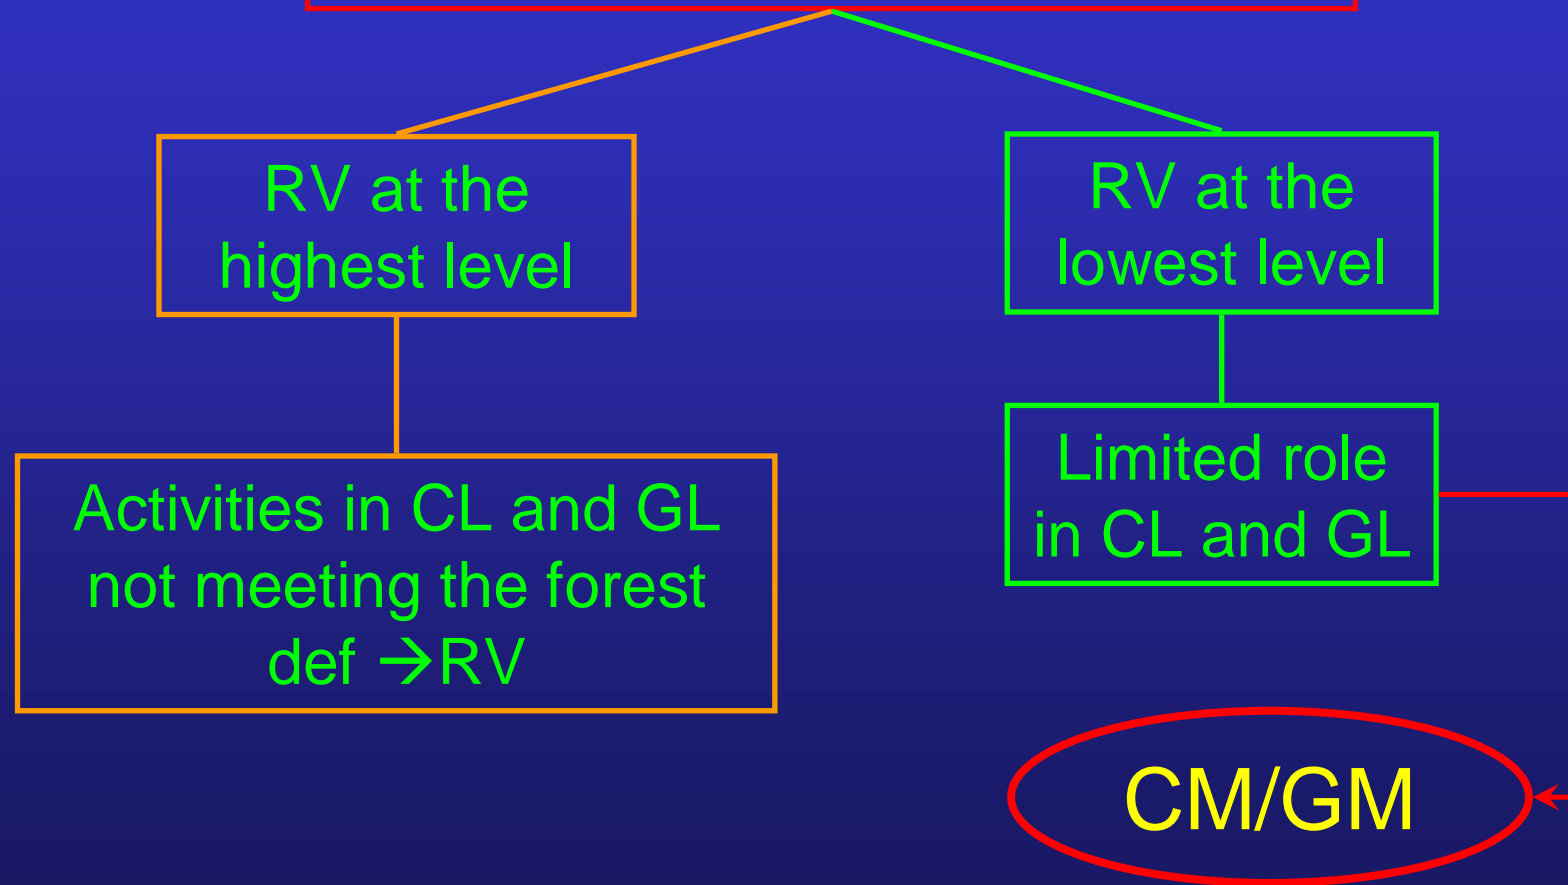 RV at the
highest level
RV at the
lowest level
Activities in CL and GL
not meeting the forest
def →RV
Limited role
in CL and GL
CM/GM